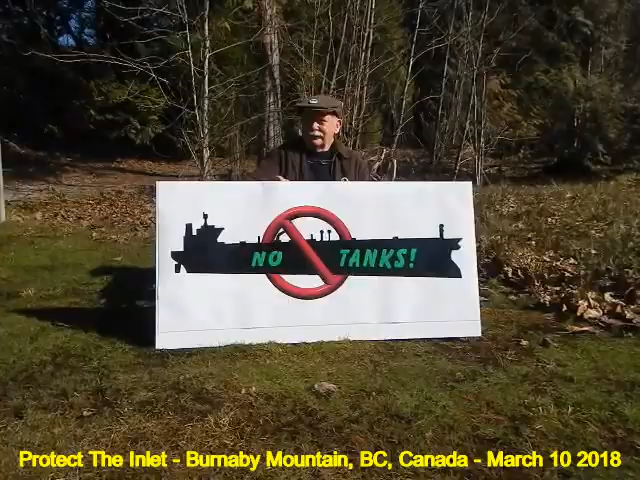 NO TANKS!
Protect The Inlet - Burnaby Mountain, BC, Canada - March 10 2018